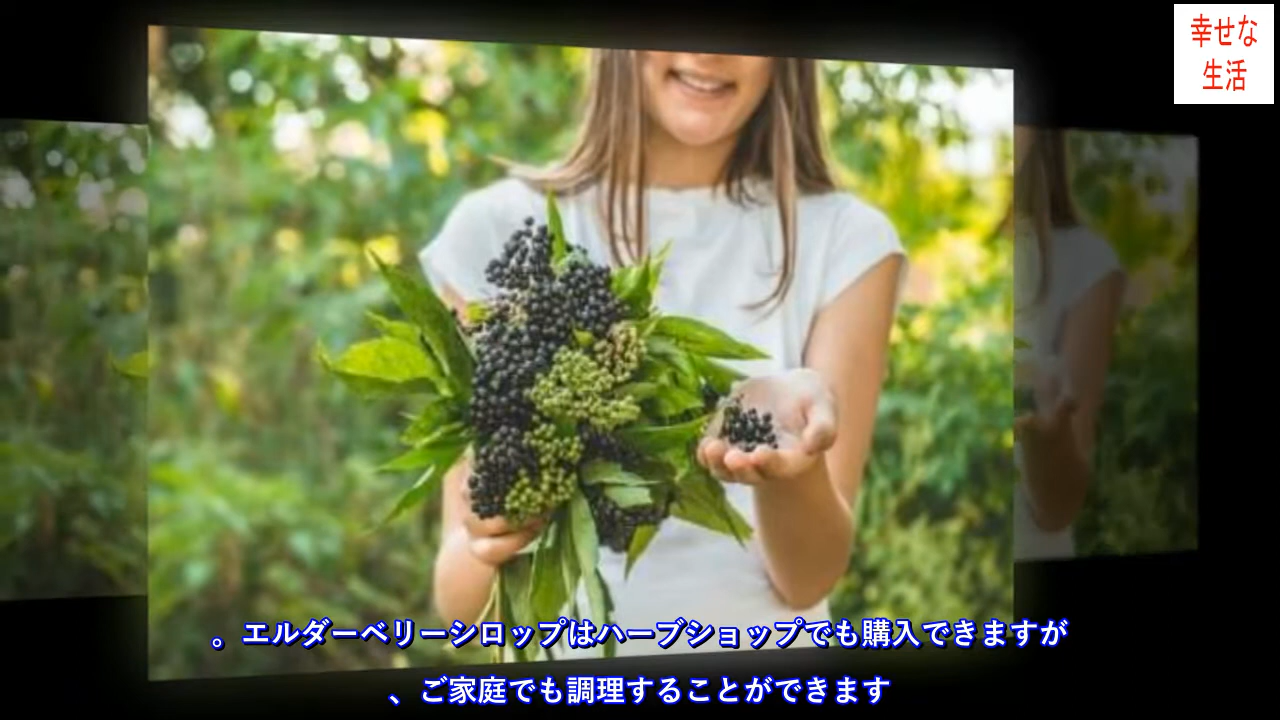 幸せな
生活
。エルダーベリーシロップはハーブショップでも購入できますが
、ご家庭でも調理することができます